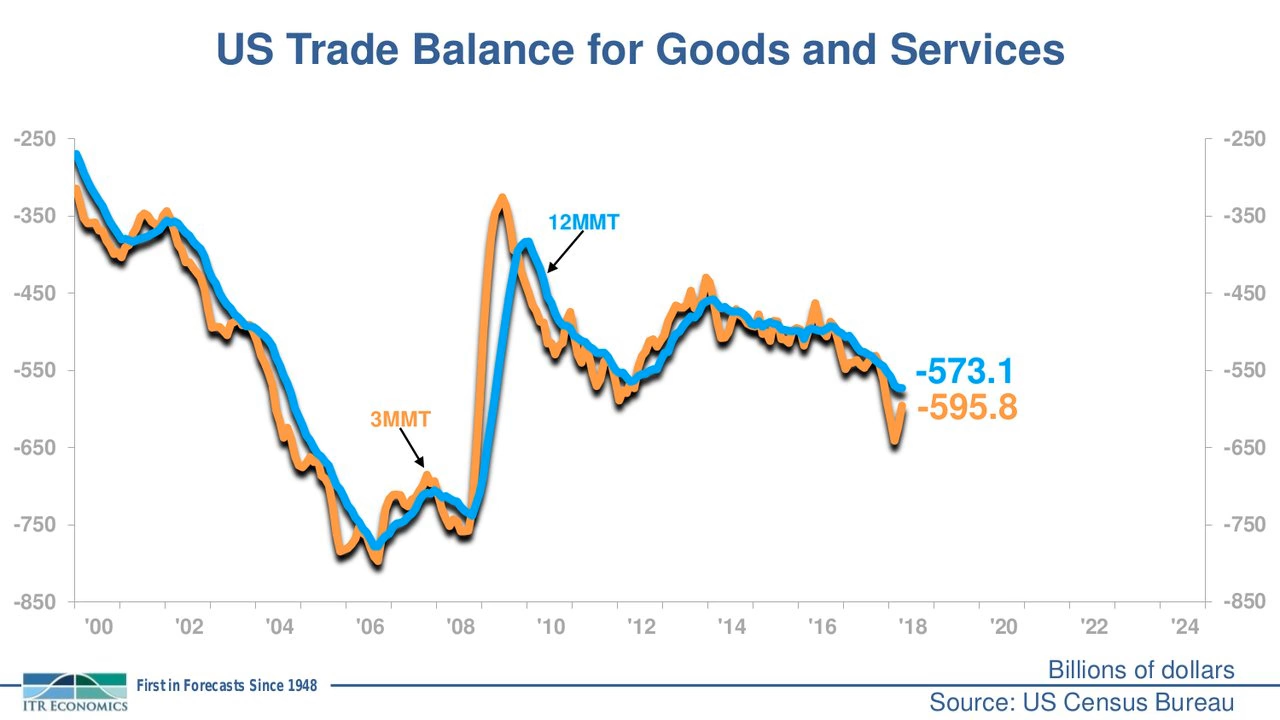 US Trade Balance for Goods and Services
-250 -250
-350 -350
12MMT
-450 -450
-550 -573.1 -550
3MMT -595.8
-650 -650
-750 -750
-850 -850
'00 '02 '04 '06 '08 '10 '12 '14 '16 '18 '20 '22 '24
Billions of dollars
First in Forecasts Since 1948
ITR ECONOMICS
Source: US Census Bureau